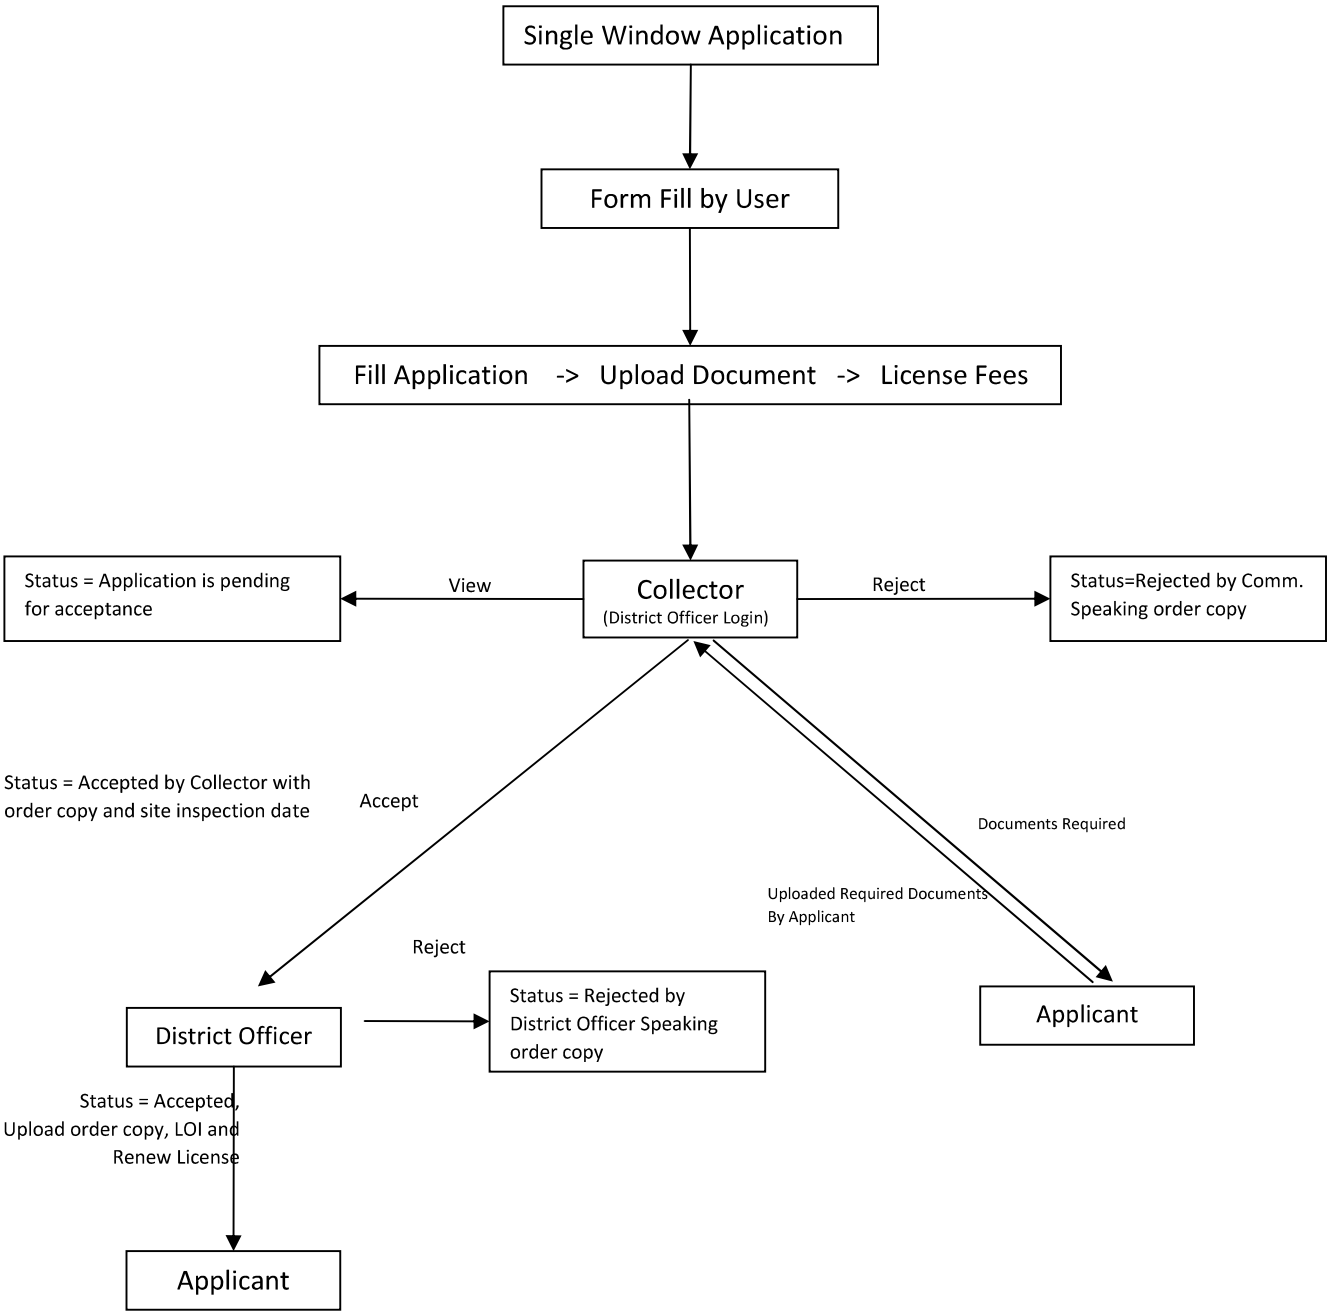 Single Window Application
Form Fill by User
Fill Application -> Upload Document -> License Fees
Status = Application is pending
for acceptance
View
Collector
(District Officer Login)
Reject
Status=Rejected by Comm.
Speaking order copy
Status = Accepted by Collector with
order copy and site inspection date
Accept
Documents Required
Uploaded Required Documents
By Applicant
Reject
District Officer
Status = Rejected by
District Officer Speaking
order copy
Applicant
Status = Accepted,
Upload order copy, LOI and
Renew License
Applicant